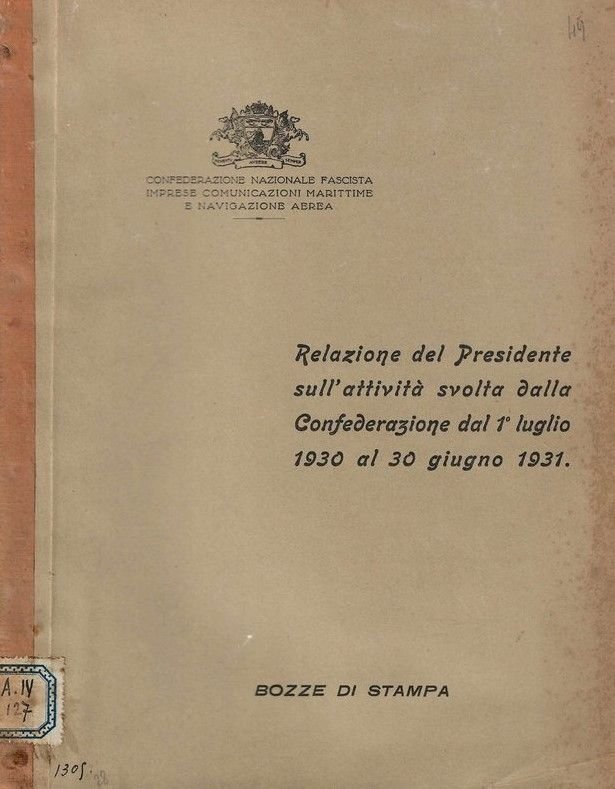 CONFEDERAZIONE NAZIONALE FASCISTA
IMPRESE COMUNICAZIONI MARITTIME
E NAVIGAZIONE AEREA
Relazione del Presidente
sull'attività svolta dalla
Confederazione dal 1° luglio
1930 al 30 giugno 1931.
BOZZE DI STAMPA
A.IV
127